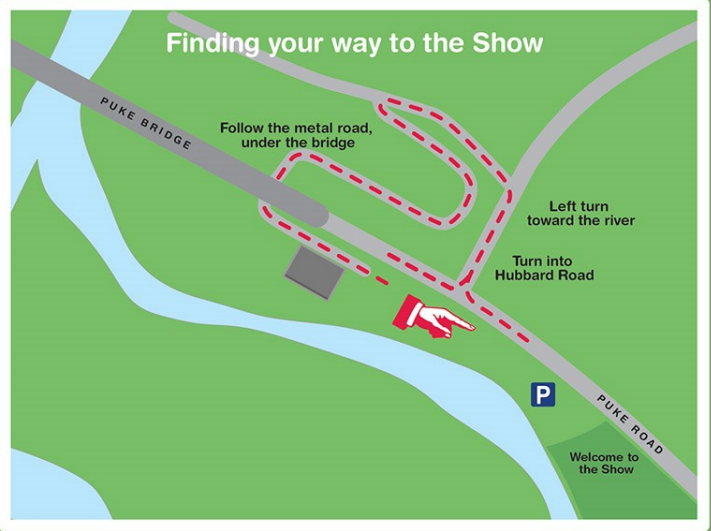 Finding your way to the Show
PUKE BRIDGE
Follow the metal road,
under the bridge
Left turn
toward the river
Turn into
Hubbard Road
P
PUKE ROAD
Welcome to
the Show